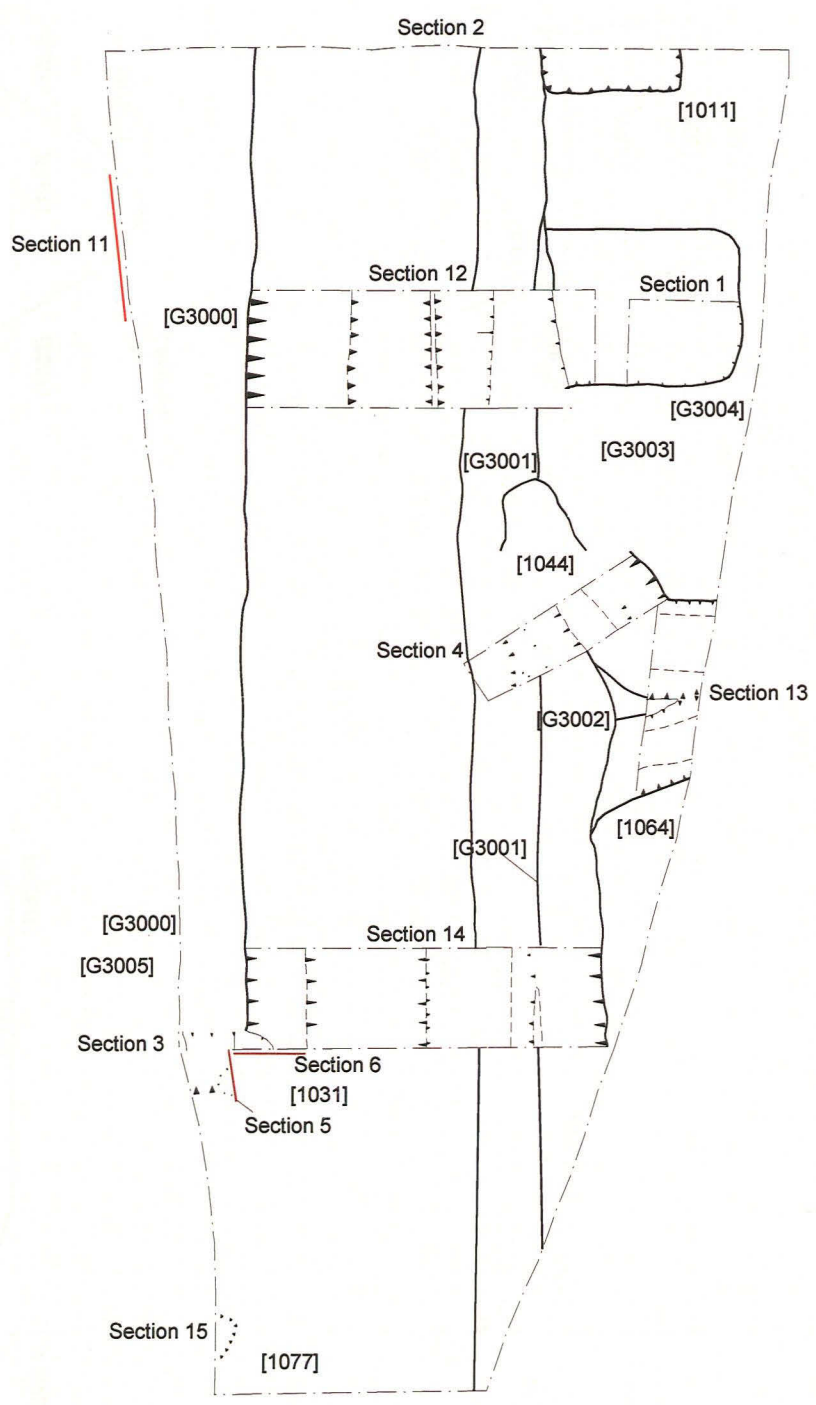 Section 2
[1011]
Section 11
Section 12
Section 1
[G3000]
[G3004]
[G3003]
[G3001]
[1044]
Section 4
Section 13
[G3002]
[1064]
[G3001]
[G3000]
Section 14
[G3005]
Section 3
Section 6
[1031]
Section 5
Section 15
[1077]